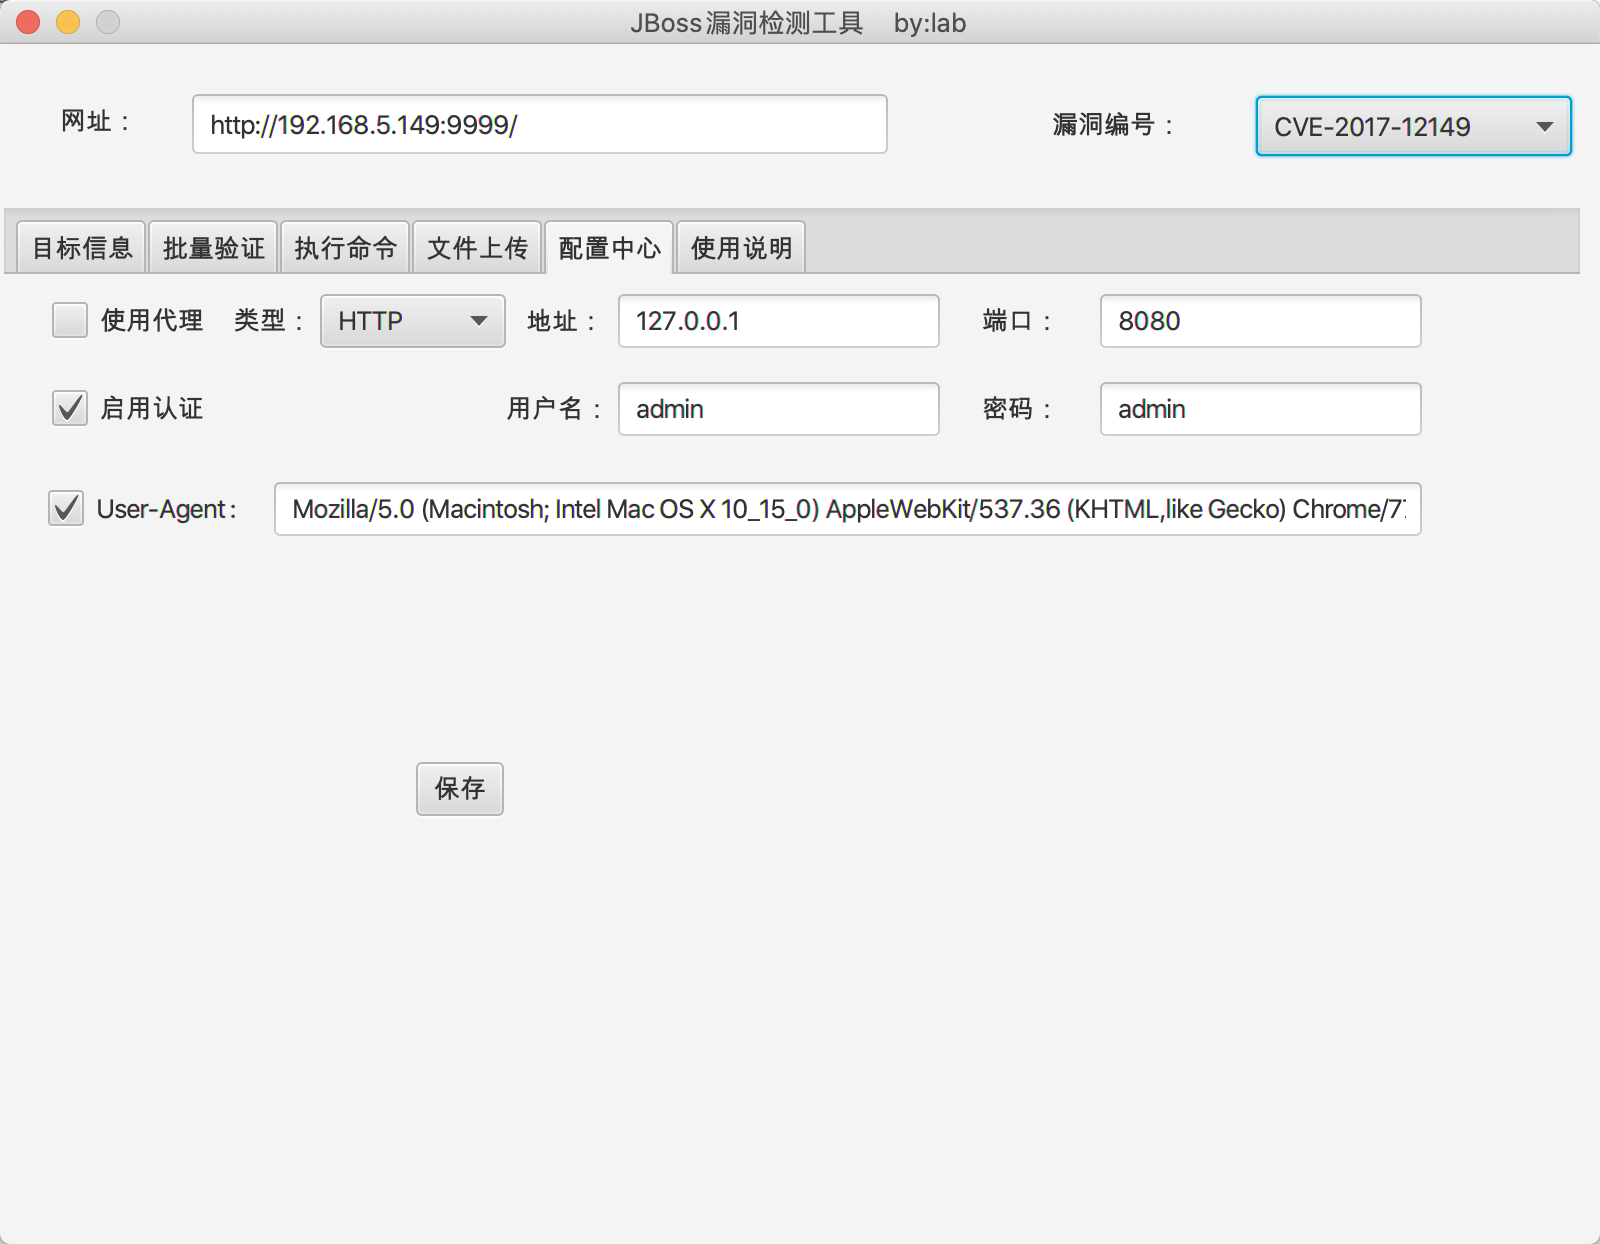 JBoss漏洞检测工具 by:lab
网址： http://192.168.5.149:9999/ 漏洞编号： CVE-2017-12149
目标信息 批量验证 执行命令 文件上传 配置中心 使用说明
使用代理 类型： HTTP 地址： 127.0.0.1 端口： 8080
启用认证 用户名： admin 密码： admin
User-Agent: Mozilla/5.0 (Macintosh; Intel Mac OS X 10_15_0) AppleWebKit/537.36 (KHTML,like Gecko) Chrome/7
保存